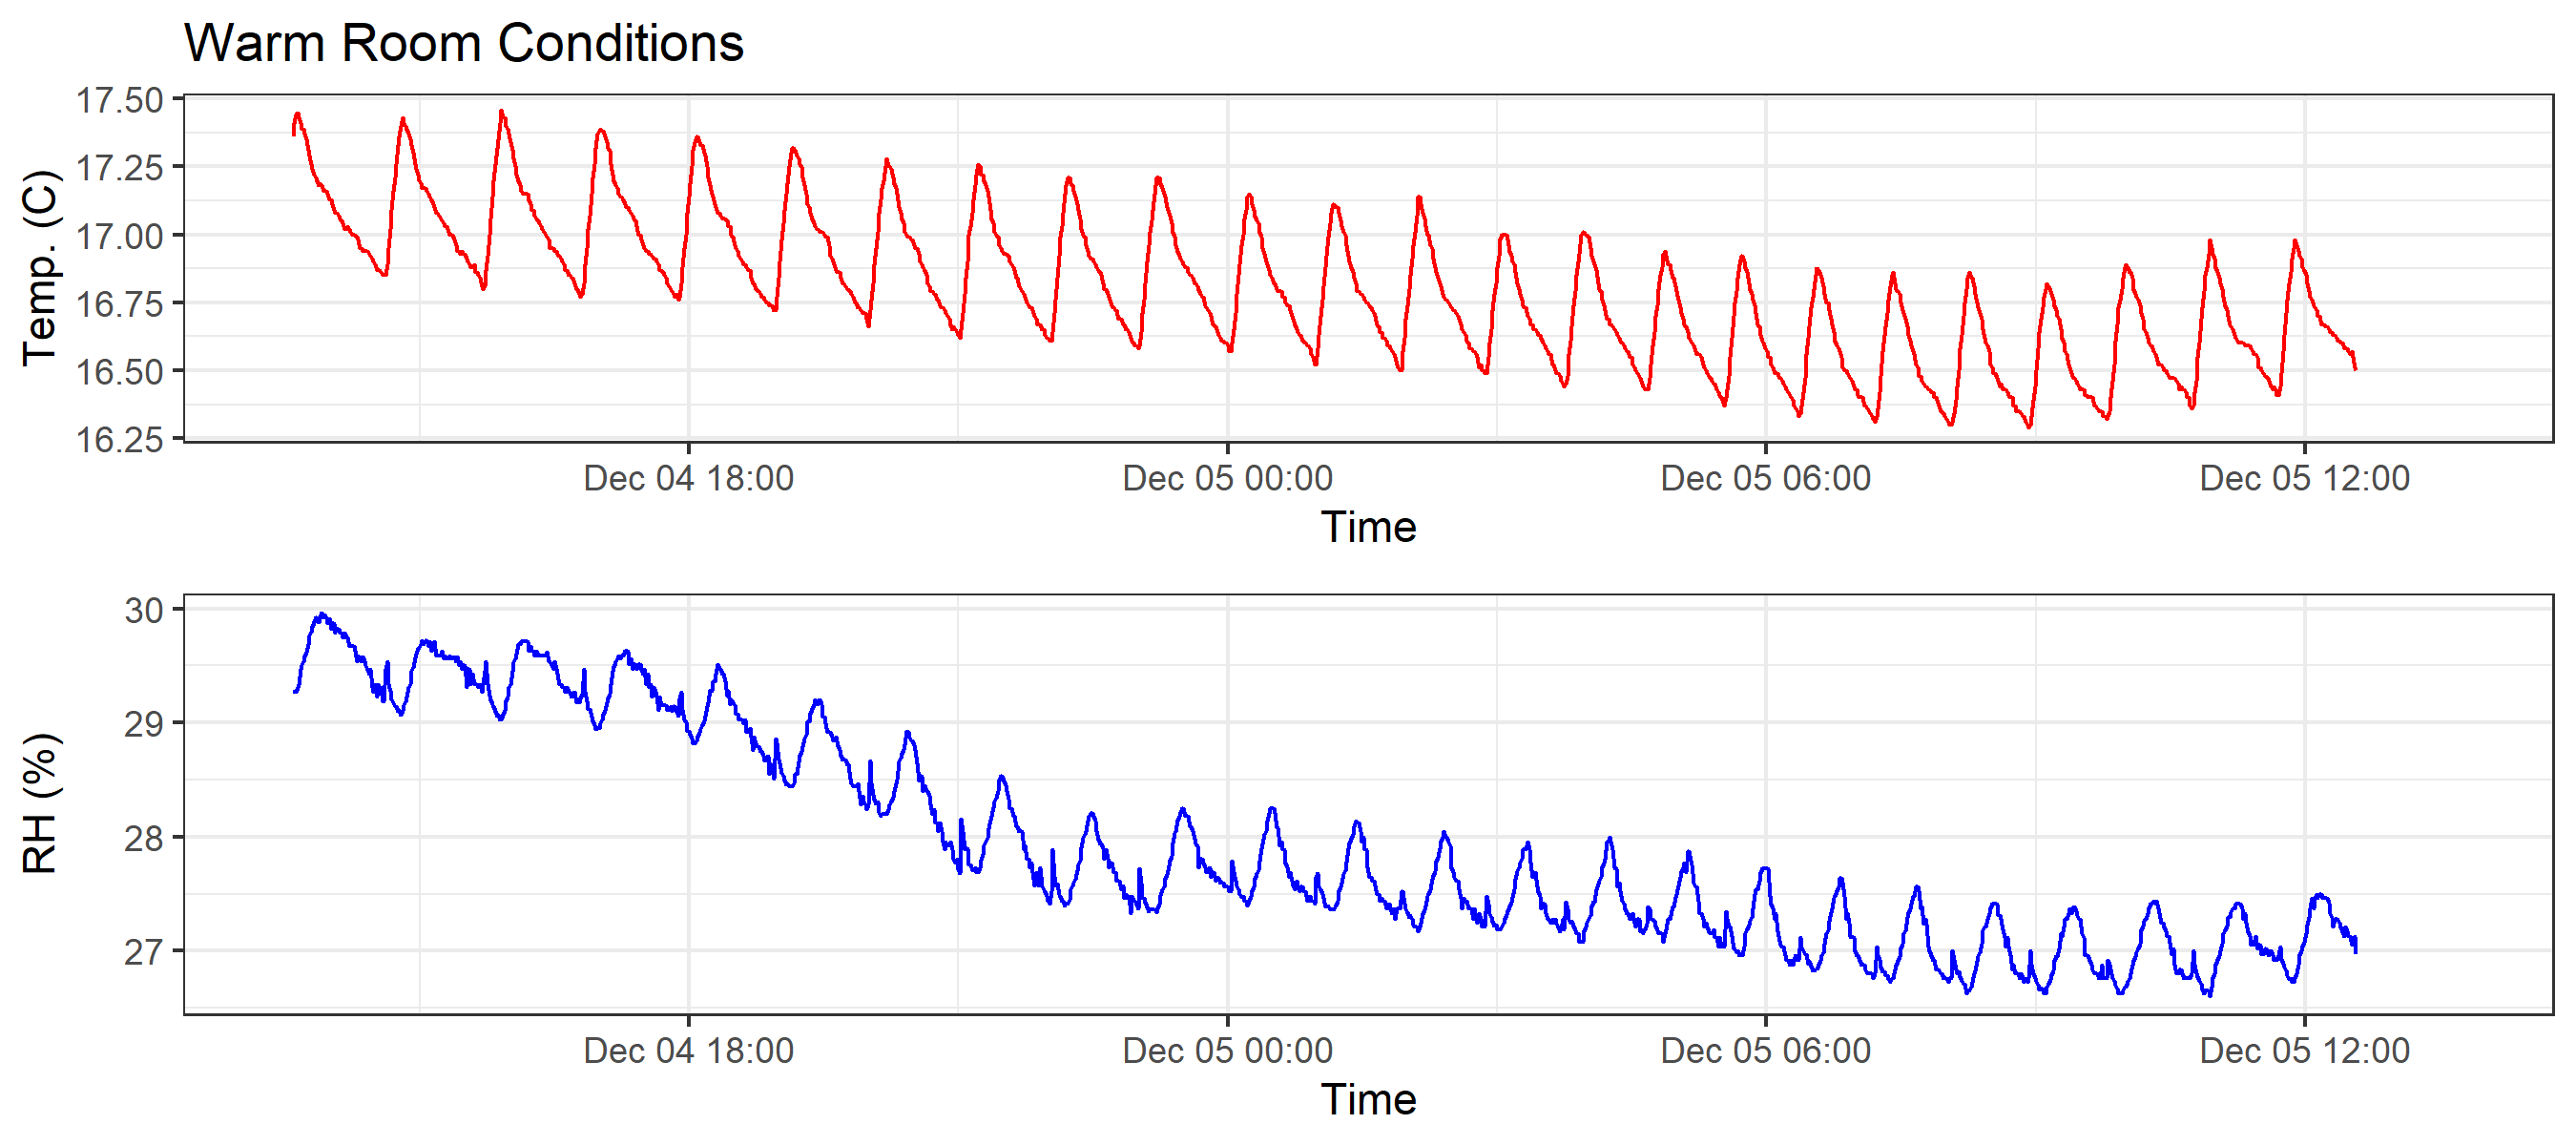 Warm Room Conditions
17.50
17.25
17.00
16.75
16.50
16.25
Temp. (C)
Dec 04 18:00 Dec 05 00:00 Dec 05 06:00 Dec 05 12:00
Time
30
29
28
27
RH (%)
Dec 04 18:00 Dec 05 00:00 Dec 05 06:00 Dec 05 12:00
Time